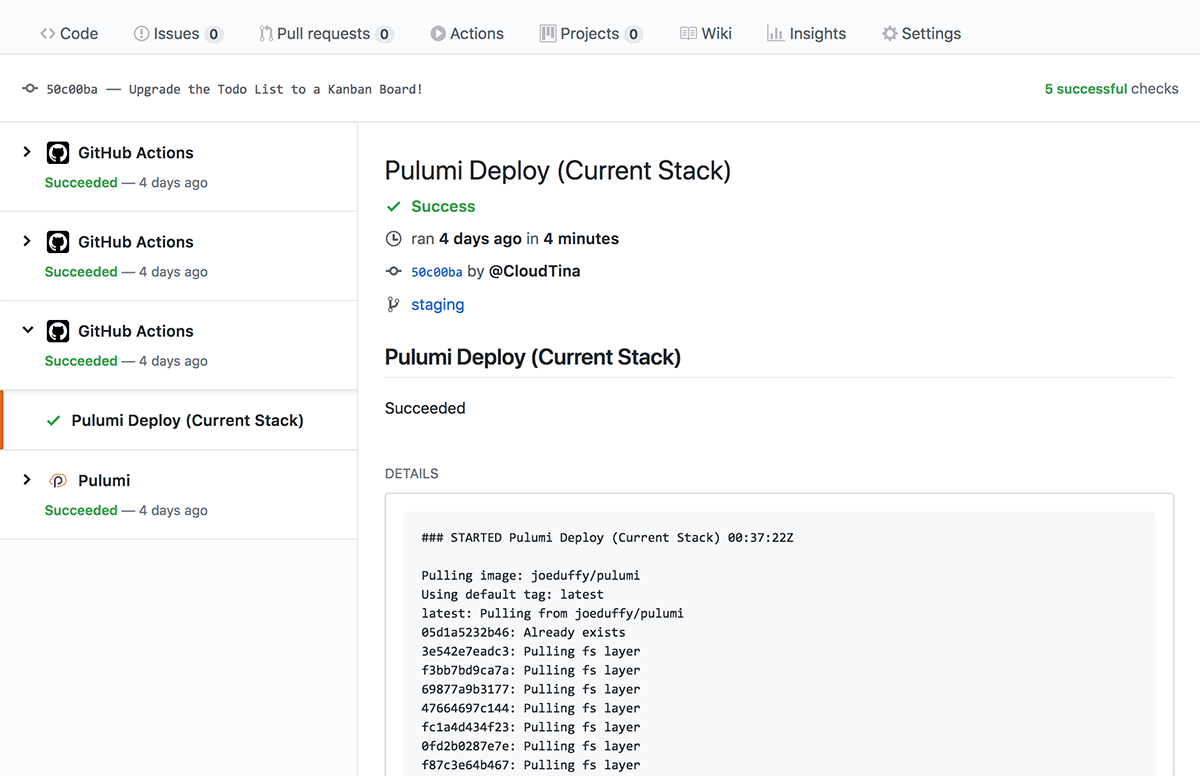 Code Issues 0 Pull requests 0 Actions Projects 0 Wiki Insights Settings
50c00ba — Upgrade the Todo List to a Kanban Board!
5 successful checks
GitHub Actions
Succeeded — 4 days ago
GitHub Actions
Succeeded — 4 days ago
GitHub Actions
Succeeded — 4 days ago
Pulumi Deploy (Current Stack)
Pulumi
Succeeded — 4 days ago
Pulumi Deploy (Current Stack)
Success
ran 4 days ago in 4 minutes
50c00ba by @CloudTina
staging
Pulumi Deploy (Current Stack)
Succeeded
DETAILS
### STARTED Pulumi Deploy (Current Stack) 00:37:22Z
Pulling image: joeduffy/pulumi
Using default tag: latest
latest: Pulling from joeduffy/pulumi
05d1a5232b46: Already exists
3e542e7eadc3: Pulling fs layer
f3bb7bd9ca7a: Pulling fs layer
69877a9b3177: Pulling fs layer
47664697c144: Pulling fs layer
fc1a4d434f23: Pulling fs layer
0fd2b0287e7e: Pulling fs layer
f87c3e64b467: Pulling fs layer